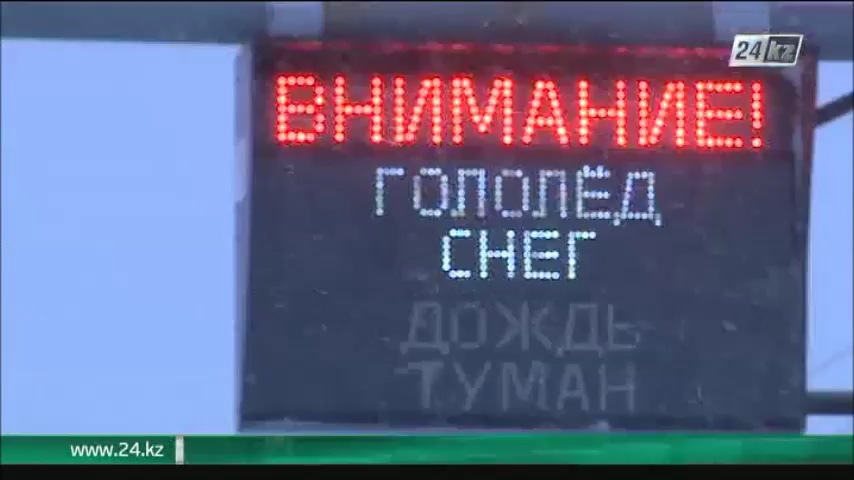 24kz
ВНИМАНИЕ!
ГОЛОЛЁД
СНЕГ
ДОЖДЬ
ТУМАН
www.24.kz